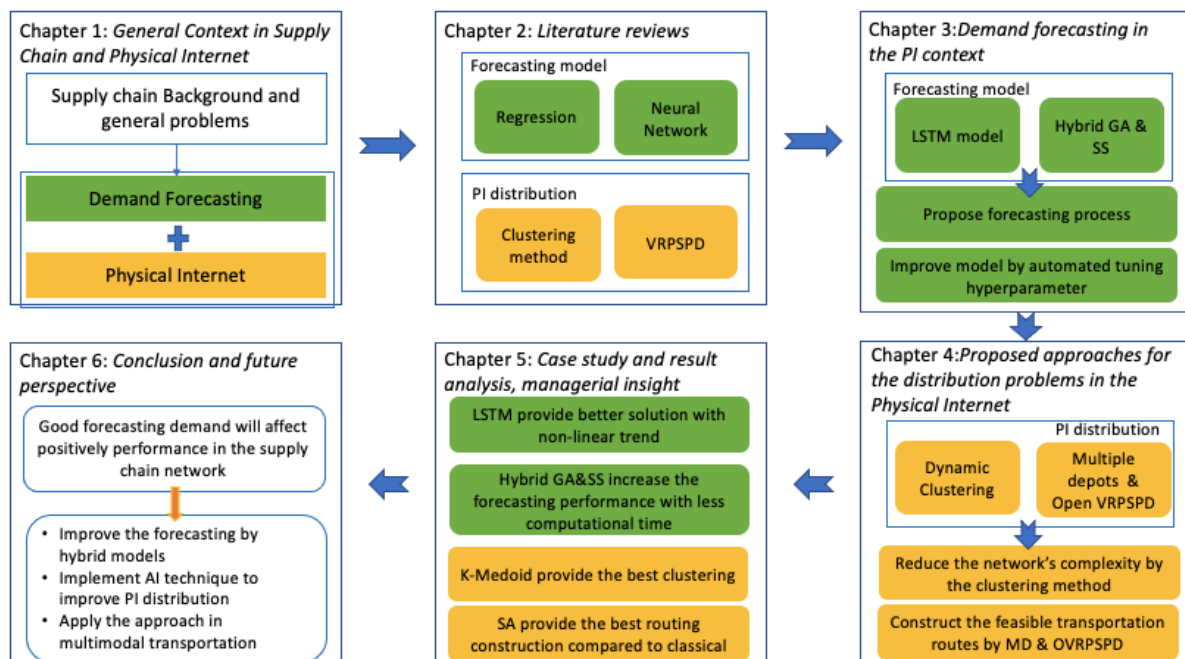 Chapter 1: General Context in Supply
Chain and Physical Internet
Supply chain Background and
general problems
Demand Forecasting
Physical Internet
Chapter 2: Literature reviews
Forecasting model
Regression
Neural
Network
PI distribution
Clustering
method
VRPSPD
Chapter 3:Demand forecasting in
the PI context
Forecasting model
LSTM model
Hybrid GA &
SS
Propose forecasting process
Improve model by automated tuning
hyperparameter
Chapter 4:Proposed approaches for
the distribution problems in the
Physical Internet
PI distribution
Dynamic
Clustering
Multiple
depots &
Open VRPSPD
Reduce the network's complexity by
the clustering method
Construct the feasible transportation
routes by MD & OVRPSPD
Chapter 5: Case study and result
analysis, managerial insight
LSTM provide better solution with
non-linear trend
Hybrid GA&SS increase the
forecasting performance with less
computational time
K-Medoid provide the best clustering
SA provide the best routing
construction compared to classical
Chapter 6: Conclusion and future
perspective
Good forecasting demand will affect
positively performance in the supply
chain network
• Improve the forecasting by
hybrid models
• Implement AI technique to
improve PI distribution
• Apply the approach in
multimodal transportation